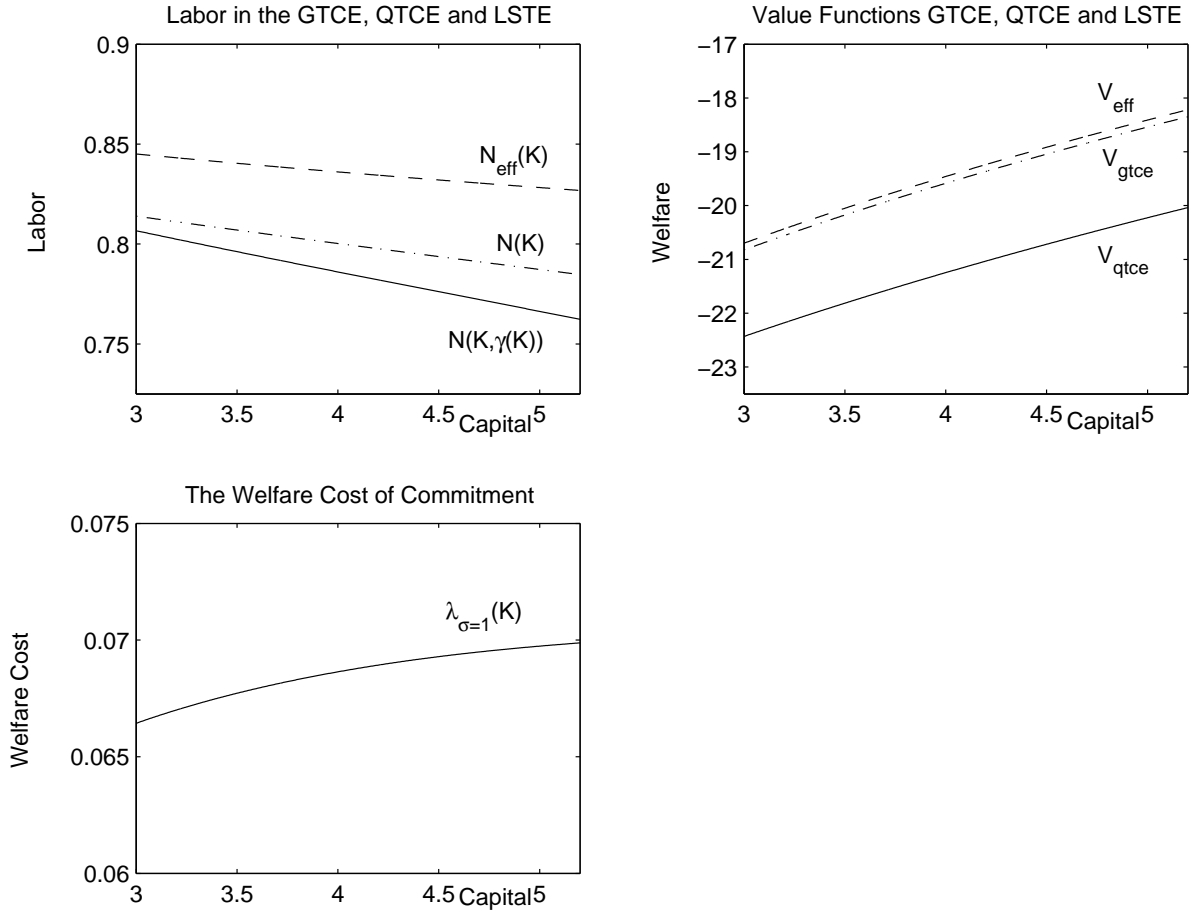 Labor in the GTCE, QTCE and LSTE
0.9
0.85
0.8
0.75
Labor
N_eff(K)
N(K)
N(K,γ(K))
3 3.5 4 4.5 Capital 5
Value Functions GTCE, QTCE and LSTE
−17
−18
−19
−20
−21
−22
−23
Welfare
V_eff
V_gtce
V_qtce
3 3.5 4 4.5 Capital 5
The Welfare Cost of Commitment
0.075
0.07
0.065
0.06
Welfare Cost
λ_σ=1(K)
3 3.5 4 4.5 Capital 5